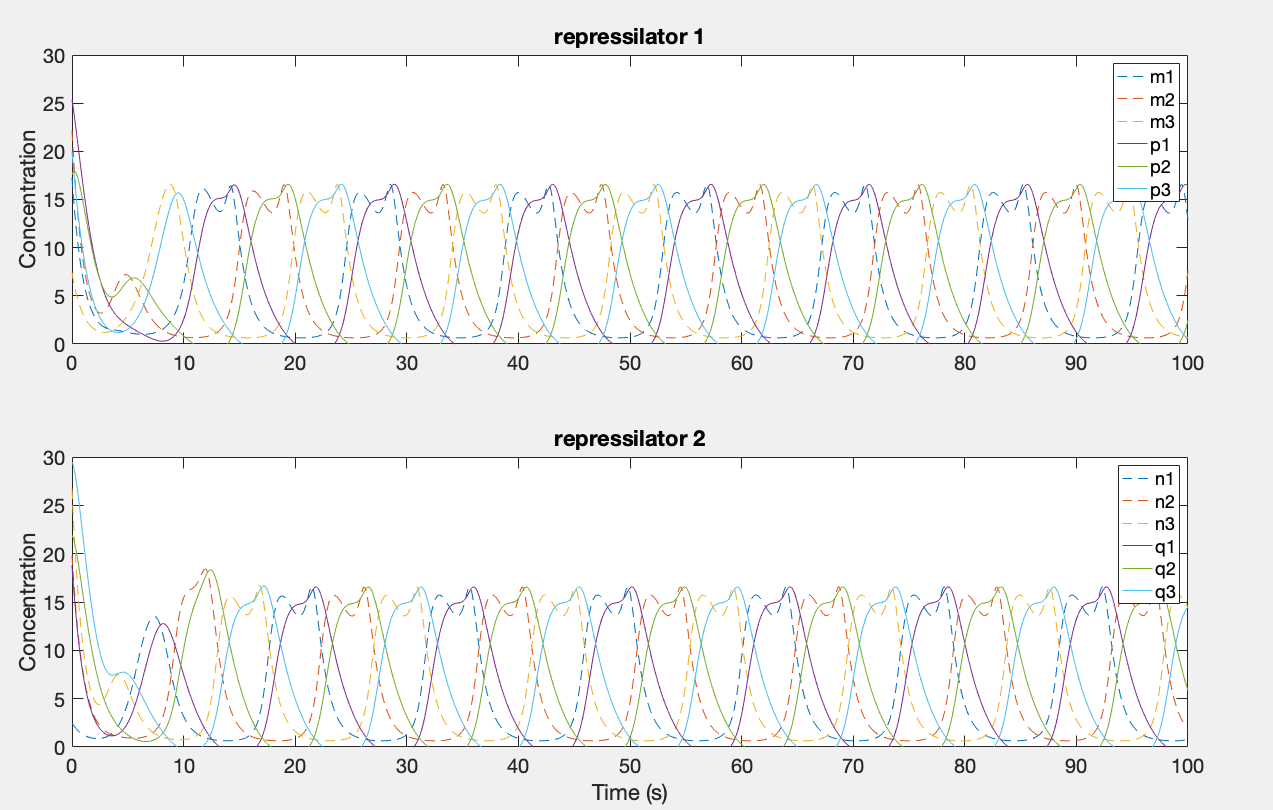 repressilator 1
30
25
20
15
10
5
0
Concentration
m1
m2
m3
p1
p2
p3
0 10 20 30 40 50 60 70 80 90 100
repressilator 2
30
25
20
15
10
5
0
Concentration
n1
n2
n3
q1
q2
q3
0 10 20 30 40 50 60 70 80 90 100
Time (s)